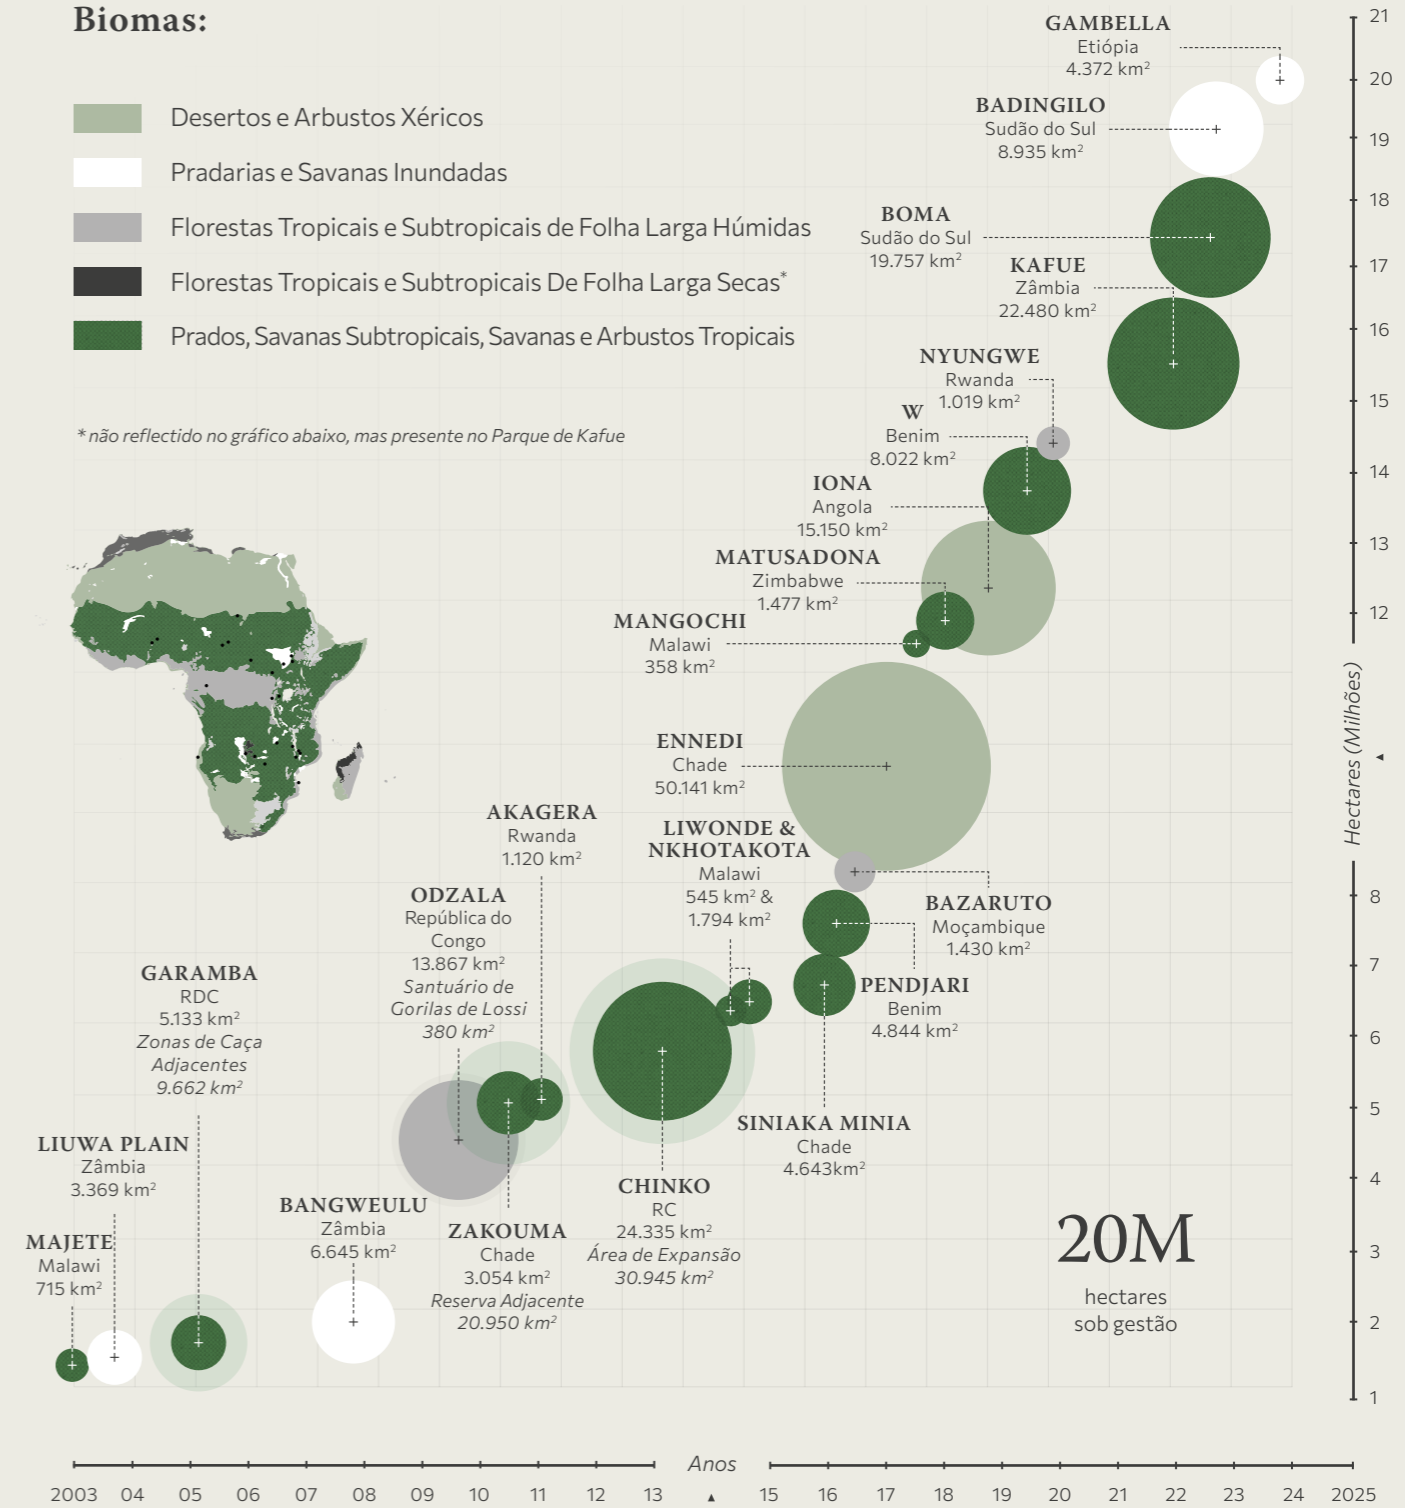 Biomas:
Desertos e Arbustos Xéricos
Pradarias e Savanas Inundadas
Florestas Tropicais e Subtropicais de Folha Larga Húmidas
Florestas Tropicais e Subtropicais De Folha Larga Secas*
Prados, Savanas Subtropicais, Savanas e Arbustos Tropicais
* não reflectido no gráfico abaixo, mas presente no Parque de Kafue
GAMBELLA
Etiópia
4.372 km²
BADINGILO
Sudão do Sul
8.935 km²
BOMA
Sudão do Sul
19.757 km²
KAFUE
Zâmbia
22.480 km²
NYUNGWE
Rwanda
1.019 km²
W
Benim
8.022 km²
IONA
Angola
15.150 km²
MATUSADONA
Zimbabwe
1.477 km²
MANGOCHI
Malawi
358 km²
ENNEDI
Chade
50.141 km²
LIWONDE &
NKHOTAKOTA
Malawi
545 km² &
1.794 km²
BAZARUTO
Moçambique
1.430 km²
PENDJARI
Benim
4.844 km²
SINIAKA MINIA
Chade
4.643km²
AKAGERA
Rwanda
1.120 km²
ODZALA
República do
Congo
13.867 km²
Santuário de
Gorilas de Lossi
380 km²
GARAMBA
RDC
5.133 km²
Zonas de Caça
Adjacentes
9.662 km²
LIUWA PLAIN
Zâmbia
3.369 km²
MAJETE
Malawi
715 km²
BANGWEULU
Zâmbia
6.645 km²
ZAKOUMA
Chade
3.054 km²
Reserva Adjacente
20.950 km²
CHINKO
RC
24.335 km²
Área de Expansão
30.945 km²
20M
hectares
sob gestão
21
20
19
18
17
16
15
14
13
12
Hectares (Milhões)
8
7
6
5
4
3
2
1
2003 04 05 06 07 08 09 10 11 12 13 Anos 15 16 17 18 19 20 21 22 23 24 2025